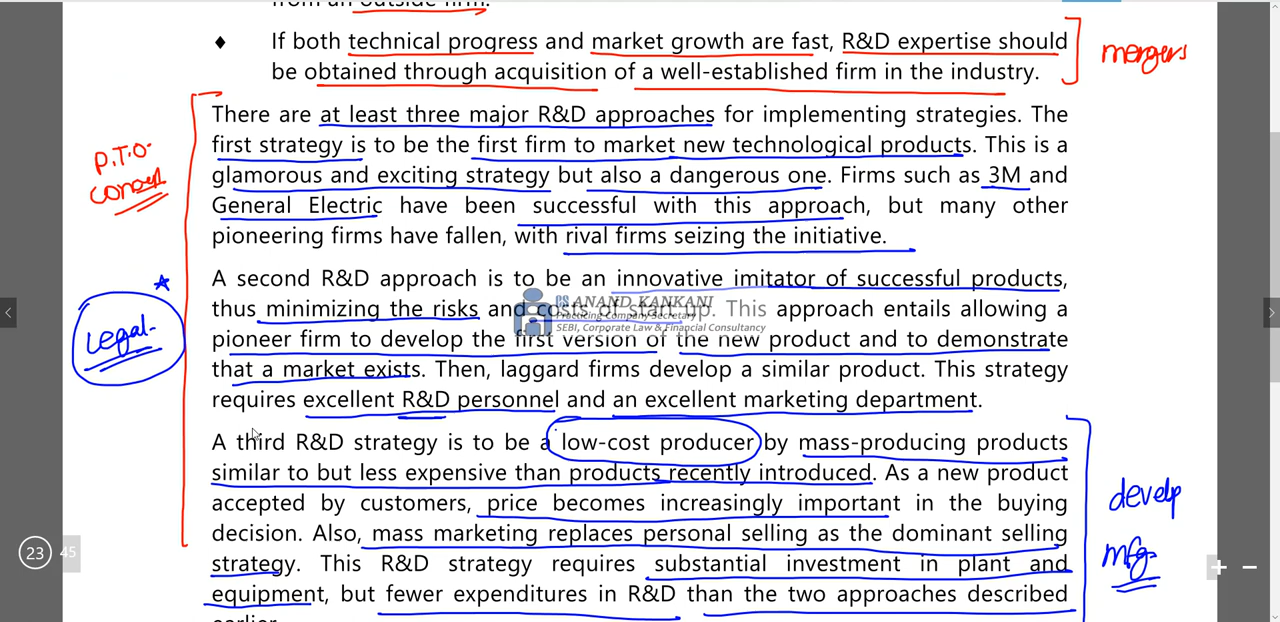 from an outside firm.
♦ If both technical progress and market growth are fast, R&D expertise should
be obtained through acquisition of a well-established firm in the industry.
mergers
There are at least three major R&D approaches for implementing strategies. The
first strategy is to be the first firm to market new technological products. This is a
glamorous and exciting strategy but also a dangerous one. Firms such as 3M and
General Electric have been successful with this approach, but many other
pioneering firms have fallen, with rival firms seizing the initiative.
P.T.O.
A second R&D approach is to be an innovative imitator of successful products,
thus minimizing the risks and costs of start up. This approach entails allowing a
pioneer firm to develop the first version of the new product and to demonstrate
that a market exists. Then, laggard firms develop a similar product. This strategy
requires excellent R&D personnel and an excellent marketing department.
Legal-
CS ANAND KANKANI
Practicing Company Secretary
SEBI, Corporate Law & Financial Consultancy
A third R&D strategy is to be a low-cost producer by mass-producing products
similar to but less expensive than products recently introduced. As a new product
accepted by customers, price becomes increasingly important in the buying
decision. Also, mass marketing replaces personal selling as the dominant selling
strategy. This R&D strategy requires substantial investment in plant and
equipment, but fewer expenditures in R&D than the two approaches described
develp
mfg-
23
45